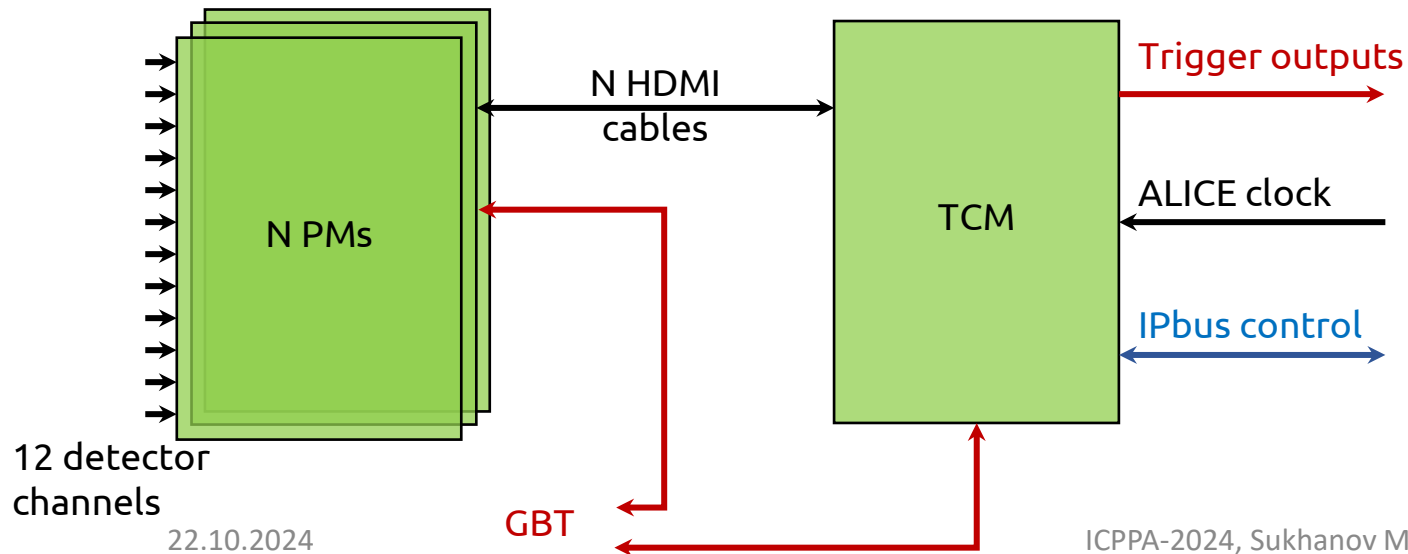 Trigger outputs
N HDMI
cables
ALICE clock
N PMs
TCM
IPbus control
12 detector
channels
GBT
22.10.2024
ICPPA-2024, Sukhanov M